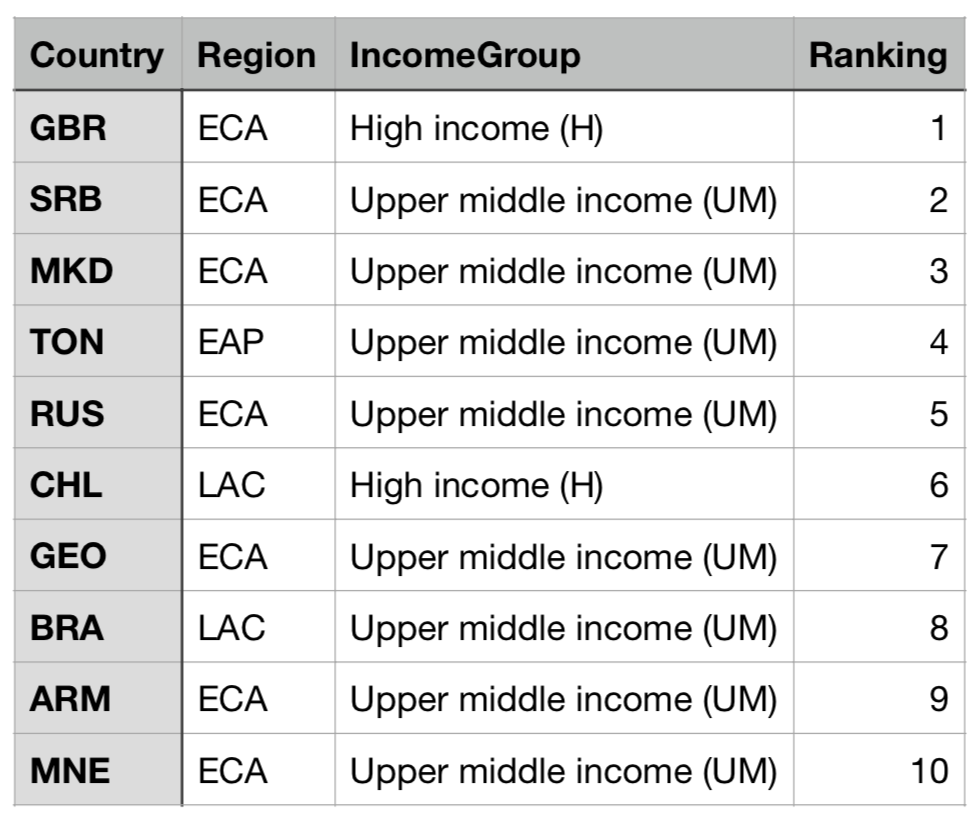 Country Region IncomeGroup Ranking
GBR ECA High income (H) 1
SRB ECA Upper middle income (UM) 2
MKD ECA Upper middle income (UM) 3
TON EAP Upper middle income (UM) 4
RUS ECA Upper middle income (UM) 5
CHL LAC High income (H) 6
GEO ECA Upper middle income (UM) 7
BRA LAC Upper middle income (UM) 8
ARM ECA Upper middle income (UM) 9
MNE ECA Upper middle income (UM) 10